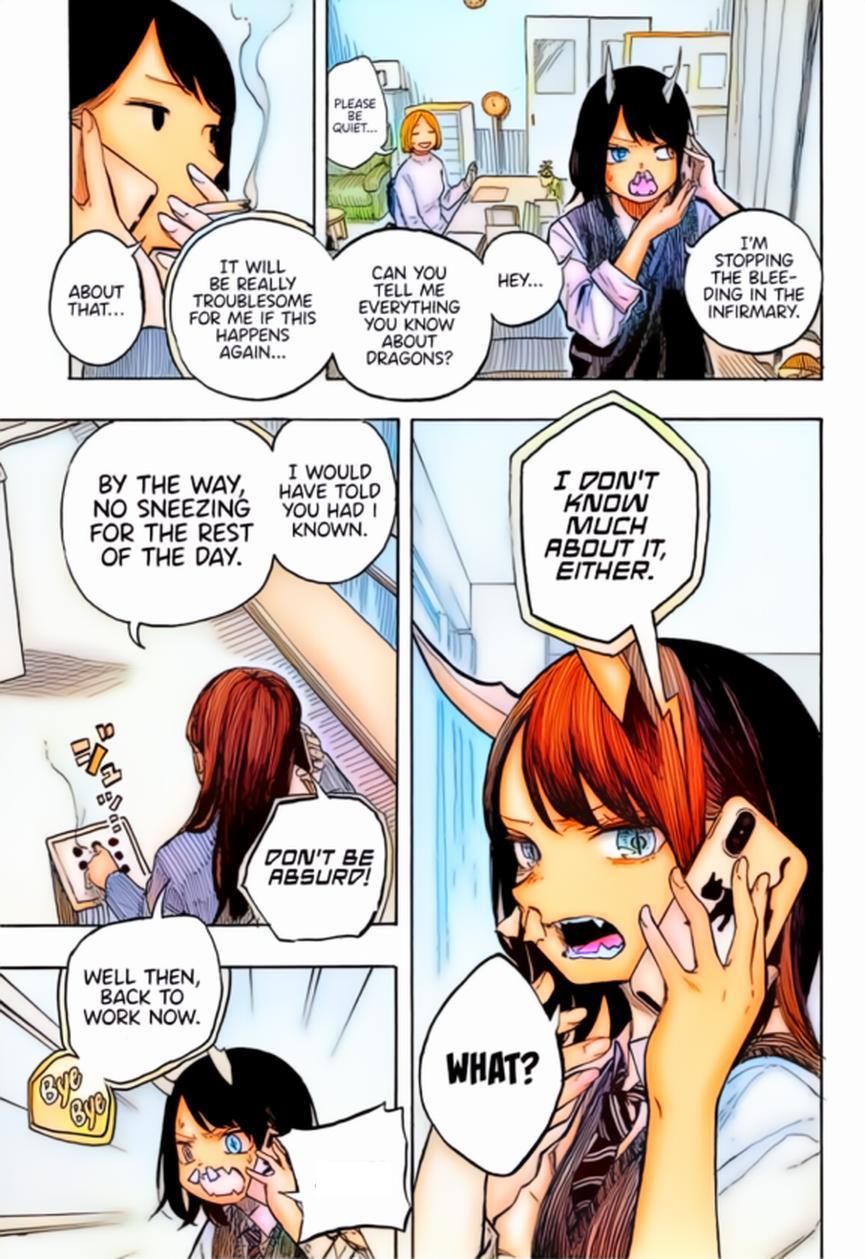 I'M
STOPPING
THE BLEE-
DING IN THE
INFIRMARY.
PLEASE
BE
QUIET...
HEY...
CAN YOU
TELL ME
EVERYTHING
YOU KNOW
ABOUT
DRAGONS?
IT WILL
BE REALLY
TROUBLESOME
FOR ME IF THIS
HAPPENS
AGAIN...
ABOUT
THAT...
I DON'T
KNOW
MUCH
ABOUT IT,
EITHER.
WHAT?
I WOULD
HAVE TOLD
YOU HAD I
KNOWN.
BY THE WAY,
NO SNEEZING
FOR THE REST
OF THE DAY.
ジュッ
DON'T BE
ABSURD!
WELL THEN,
BACK TO
WORK NOW.
Bye
Bye